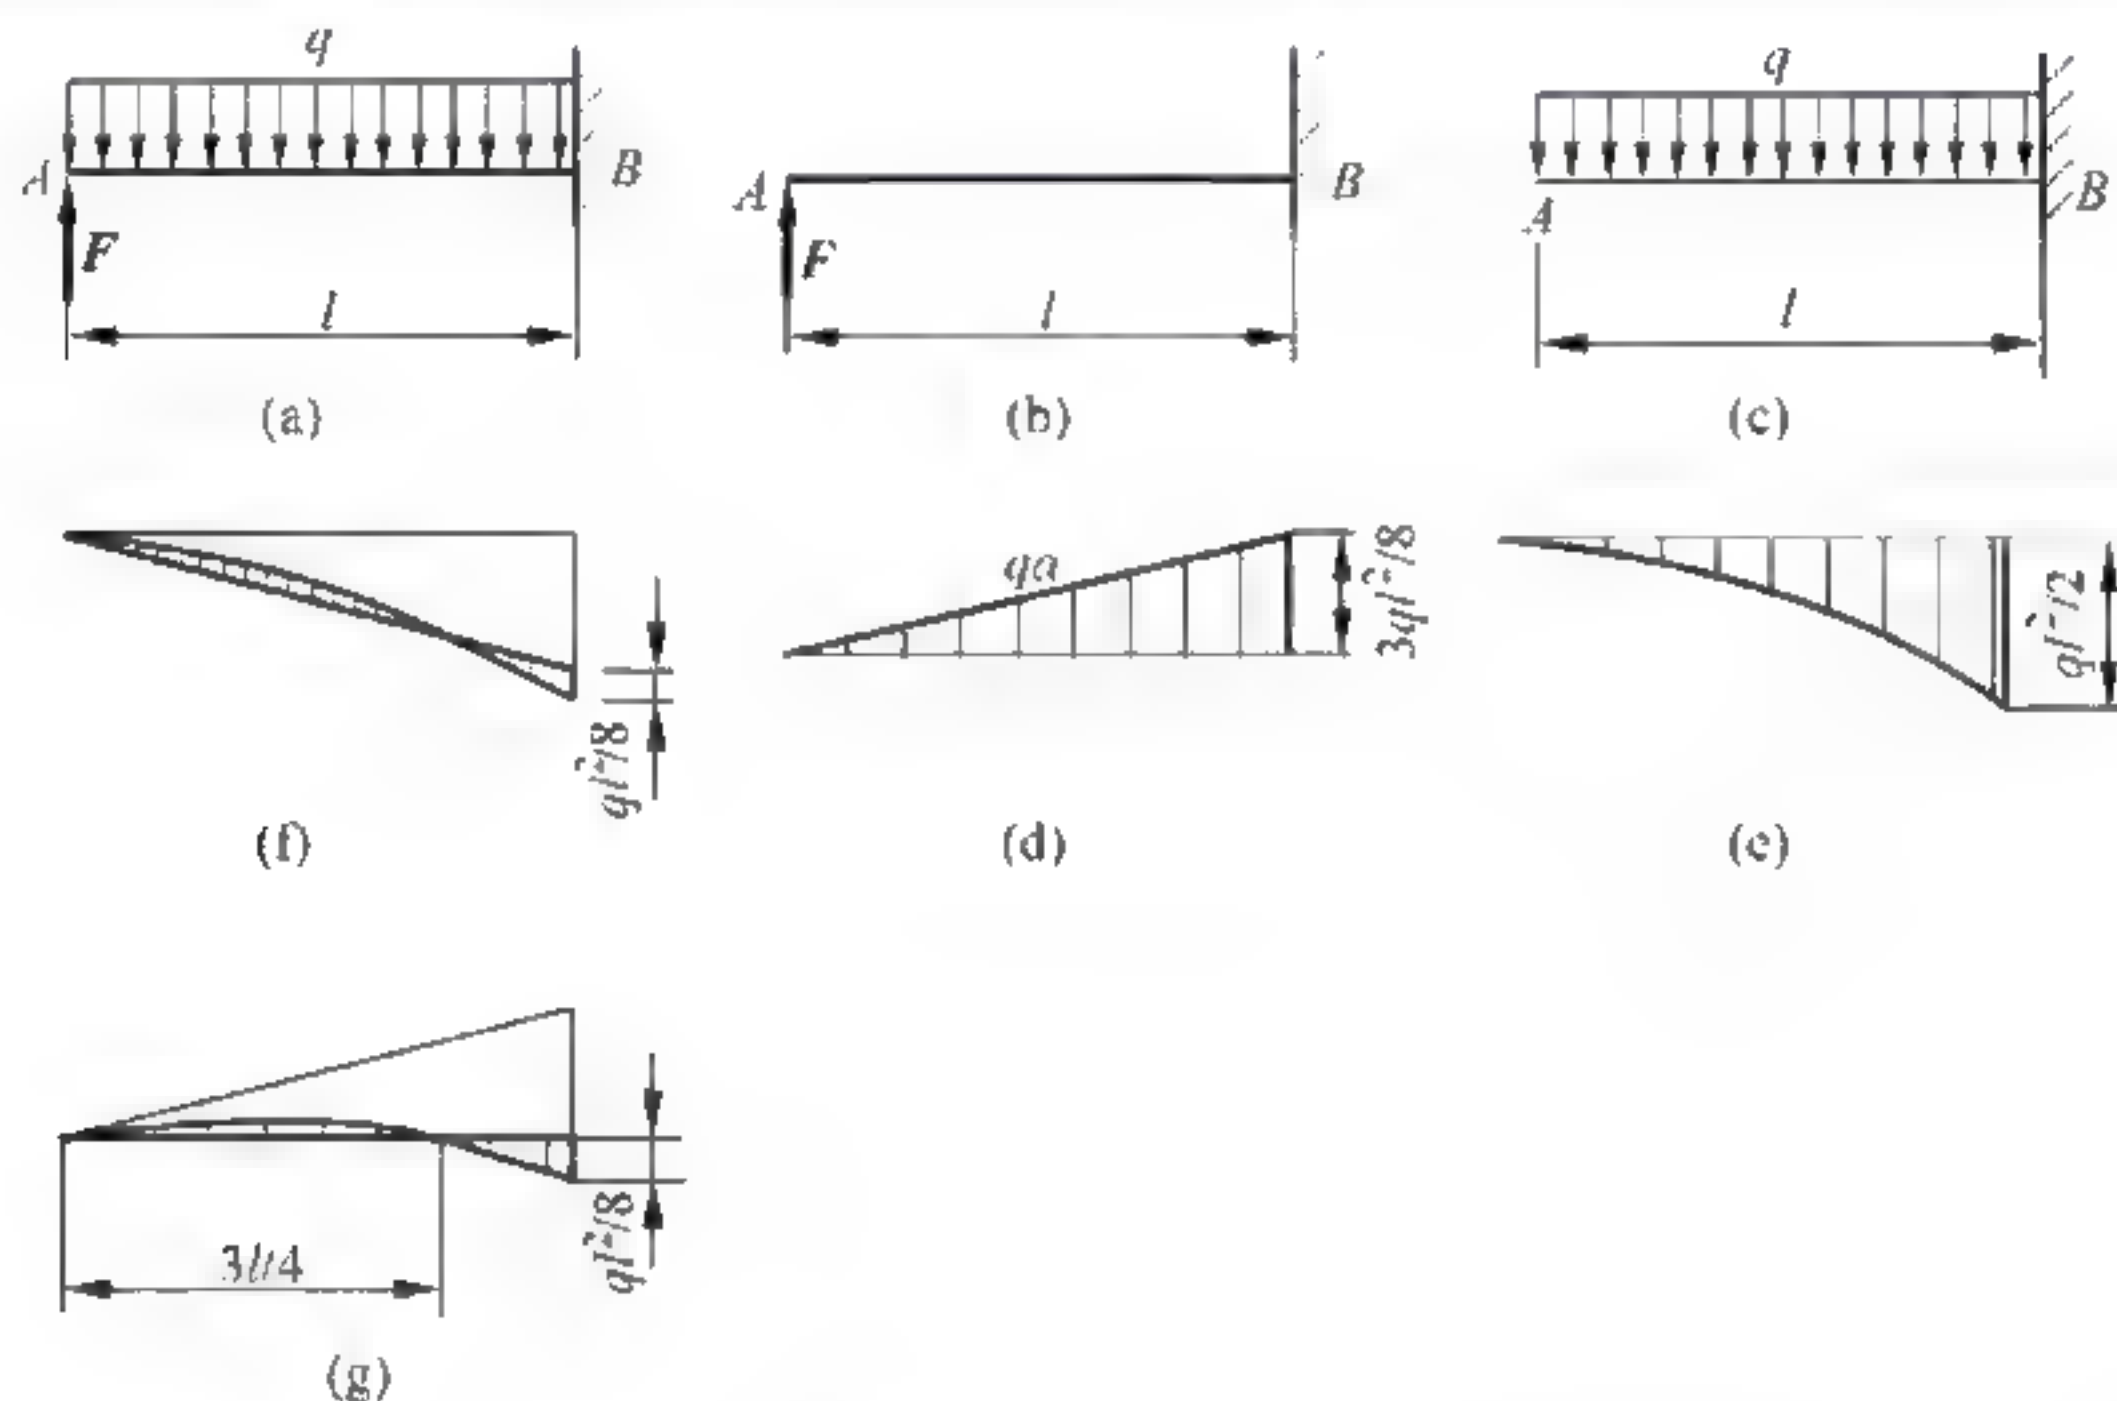 q
q
A
B
F
l
A
B
F
l
A
B
l
(a)
(b)
(c)
ql²/8
qa
3ql²/8
ql²/2
(f)
(d)
(e)
3l/4
ql²/8
(g)